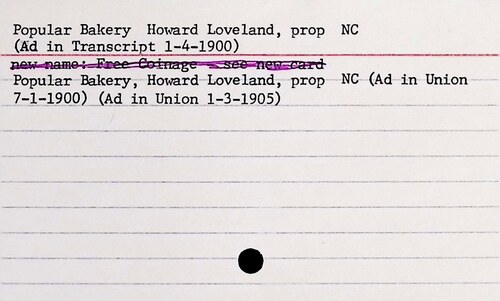 Popular Bakery  Howard Loveland, prop  NC
(Ad in Transcript 1-4-1900)
new name: Free Coinage - see new card
Popular Bakery, Howard Loveland, prop  NC (Ad in Union
7-1-1900) (Ad in Union 1-3-1905)